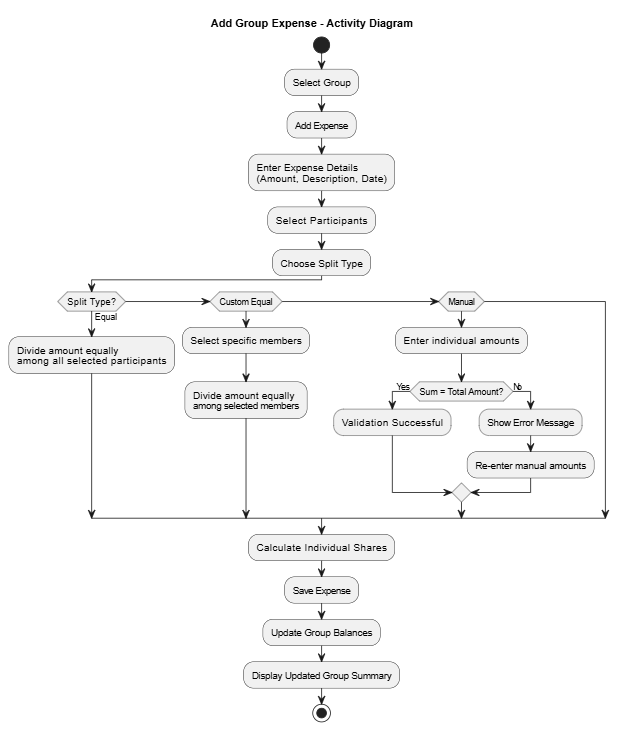 Add Group Expense - Activity Diagram
Select Group
Add Expense
Enter Expense Details
(Amount, Description, Date)
Select Participants
Choose Split Type
Split Type?
Custom Equal
Manual
Equal
Divide amount equally
among all selected participants
Select specific members
Divide amount equally
among selected members
Enter individual amounts
Yes
Sum = Total Amount?
No
Validation Successful
Show Error Message
Re-enter manual amounts
Calculate Individual Shares
Save Expense
Update Group Balances
Display Updated Group Summary